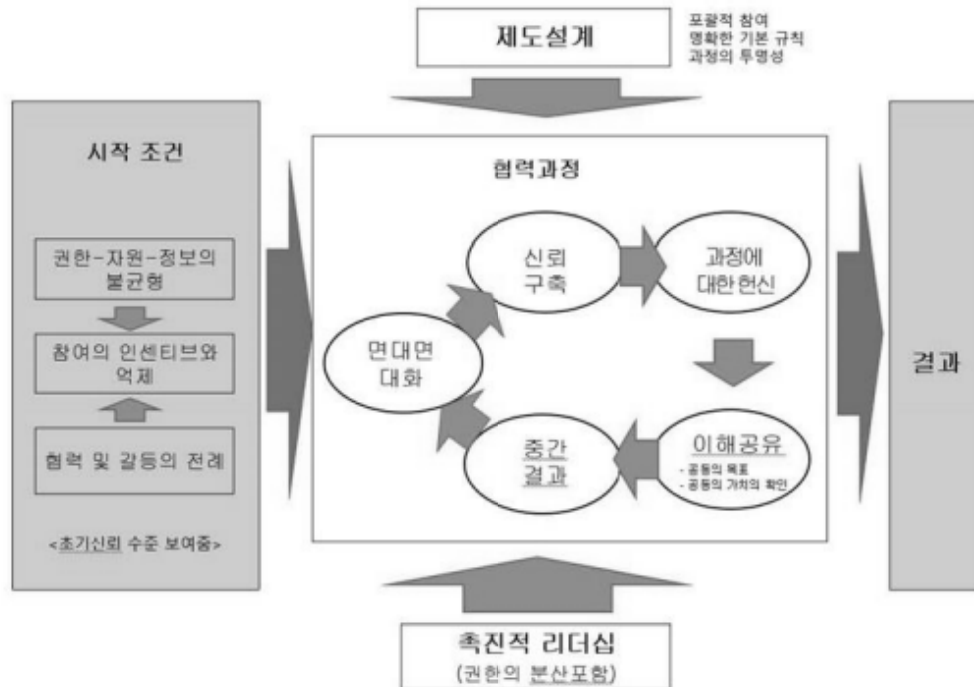 제도설계
포괄적 참여
명확한 기본 규칙
과정의 투명성
시작 조건
권한-자원-정보의
불균형
참여의 인센티브와
억제
협력 및 갈등의 전례
<초기신뢰 수준 보여줌>
협력과정
신뢰
구축
과정에
대한헌신
면대면
대화
중간
결과
이해공유
- 공동의 목표
- 공동의 가치의 확인
결과
촉진적 리더십
(권한의 분산포함)